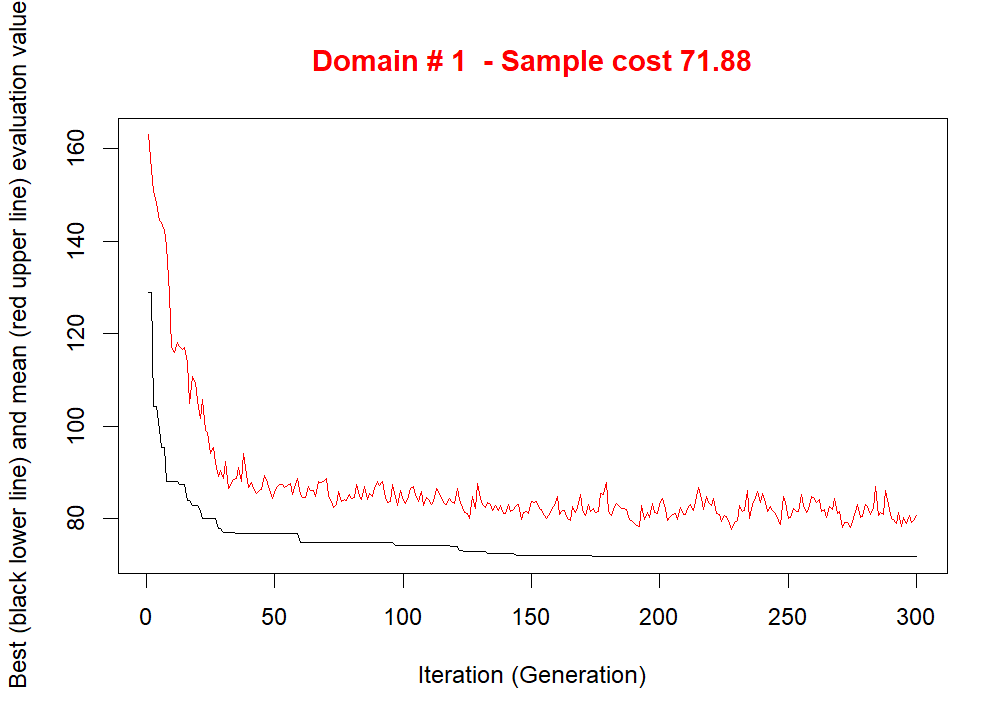 Domain # 1  - Sample cost 71.88
Best (black lower line) and mean (red upper line) evaluation value
160
140
120
100
80
0 50 100 150 200 250 300
Iteration (Generation)